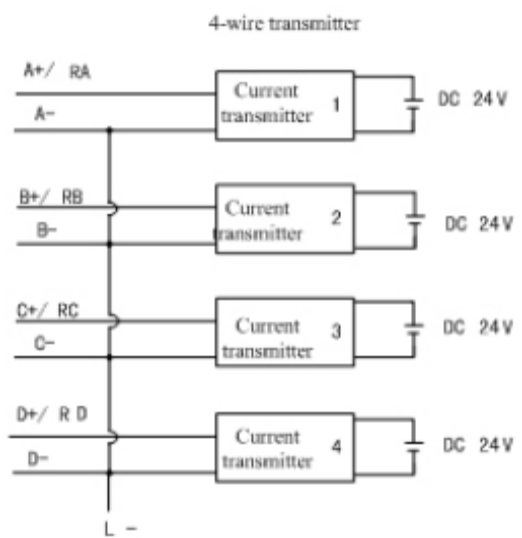 4-wire transmitter
A+/ RA
Current
transmitter 1
DC 24V
A-
B+/ RB
Current
transmitter 2
DC 24V
B-
C+/ RC
Current
transmitter 3
DC 24V
C-
D+/ R D
Current
transmitter 4
DC 24V
D-
L -